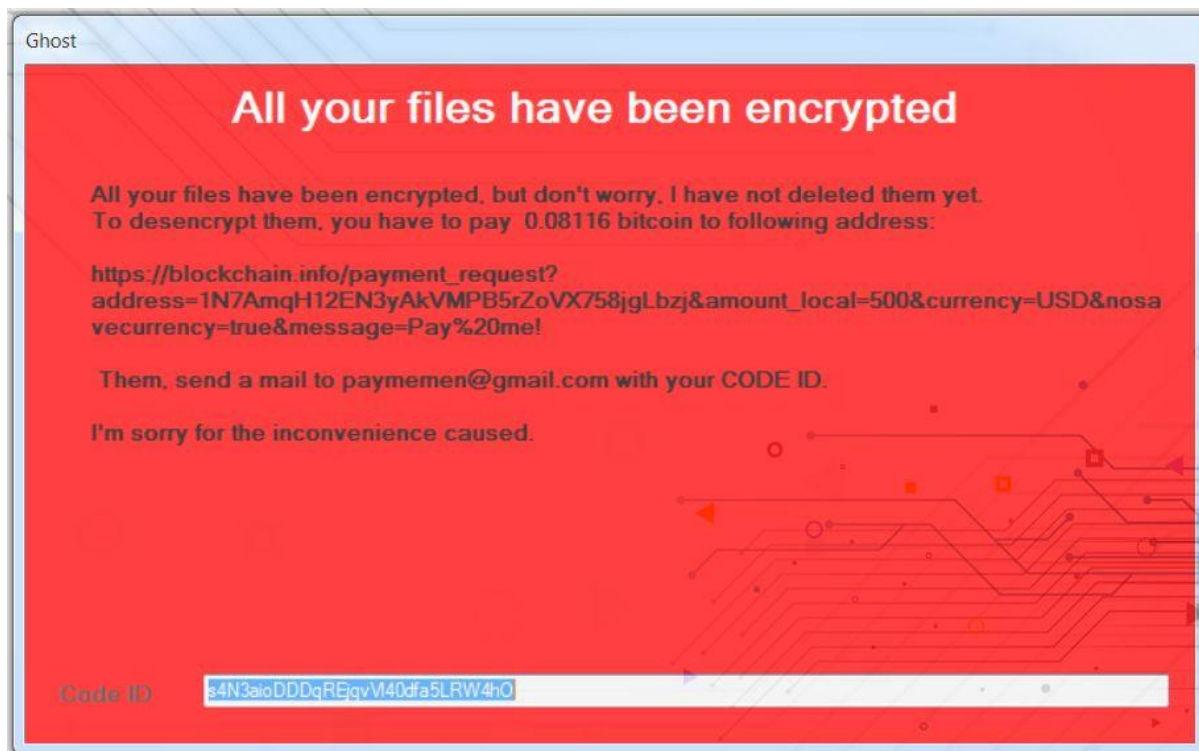 Ghost
All your files have been encrypted
All your files have been encrypted, but don't worry, I have not deleted them yet.
To desencrypt them, you have to pay 0.08116 bitcoin to following address:
https://blockchain.info/payment_request?
address=1N7AmqH12EN3yAkVMPB5rZoVX758jgLbzj&amount_local=500&currency=USD&nosa
vecurrency=true&message=Pay%20me!
Them, send a mail to paymemen@gmail.com with your CODE ID.
I'm sorry for the inconvenience caused.
Code ID